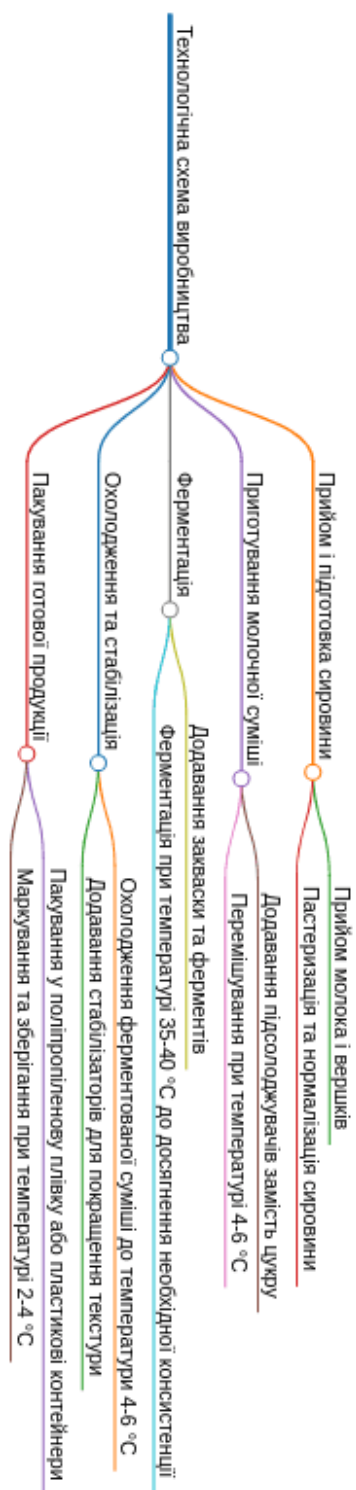 Технологічна схема виробництва
Прийом і підготовка сировини
Прийом молока і вершків
Пастеризація та нормалізація сировини
Приготування молочної суміші
Додавання підсолоджувачів замість цукру
Перемішування при температурі 4-6 °C
Ферментація
Додавання закваски та ферментів
Ферментація при температурі 35-40 °C до досягнення необхідної консистенції
Охолодження та стабілізація
Охолодження ферментованої суміші до температури 4-6 °C
Додавання стабілізаторів для покращення текстури
Пакування готової продукції
Пакування у поліпропіленову плівку або пластикові контейнери
Маркування та зберігання при температурі 2-4 °C